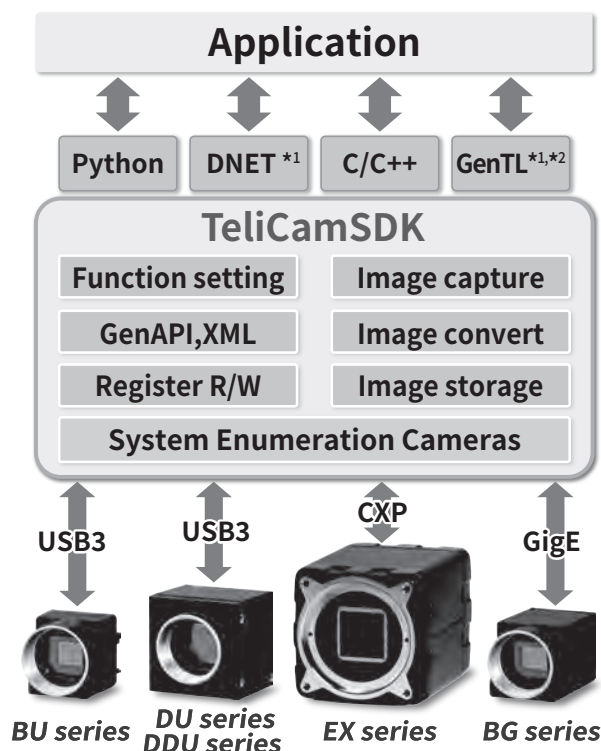 Application
Python
DNET *1
C/C++
GenTL*1,*2
TeliCamSDK
Function setting
Image capture
GenAPI,XML
Image convert
Register R/W
Image storage
System Enumeration Cameras
USB3
USB3
CXP
GigE
BU series
DU series
DDU series
EX series
BG series